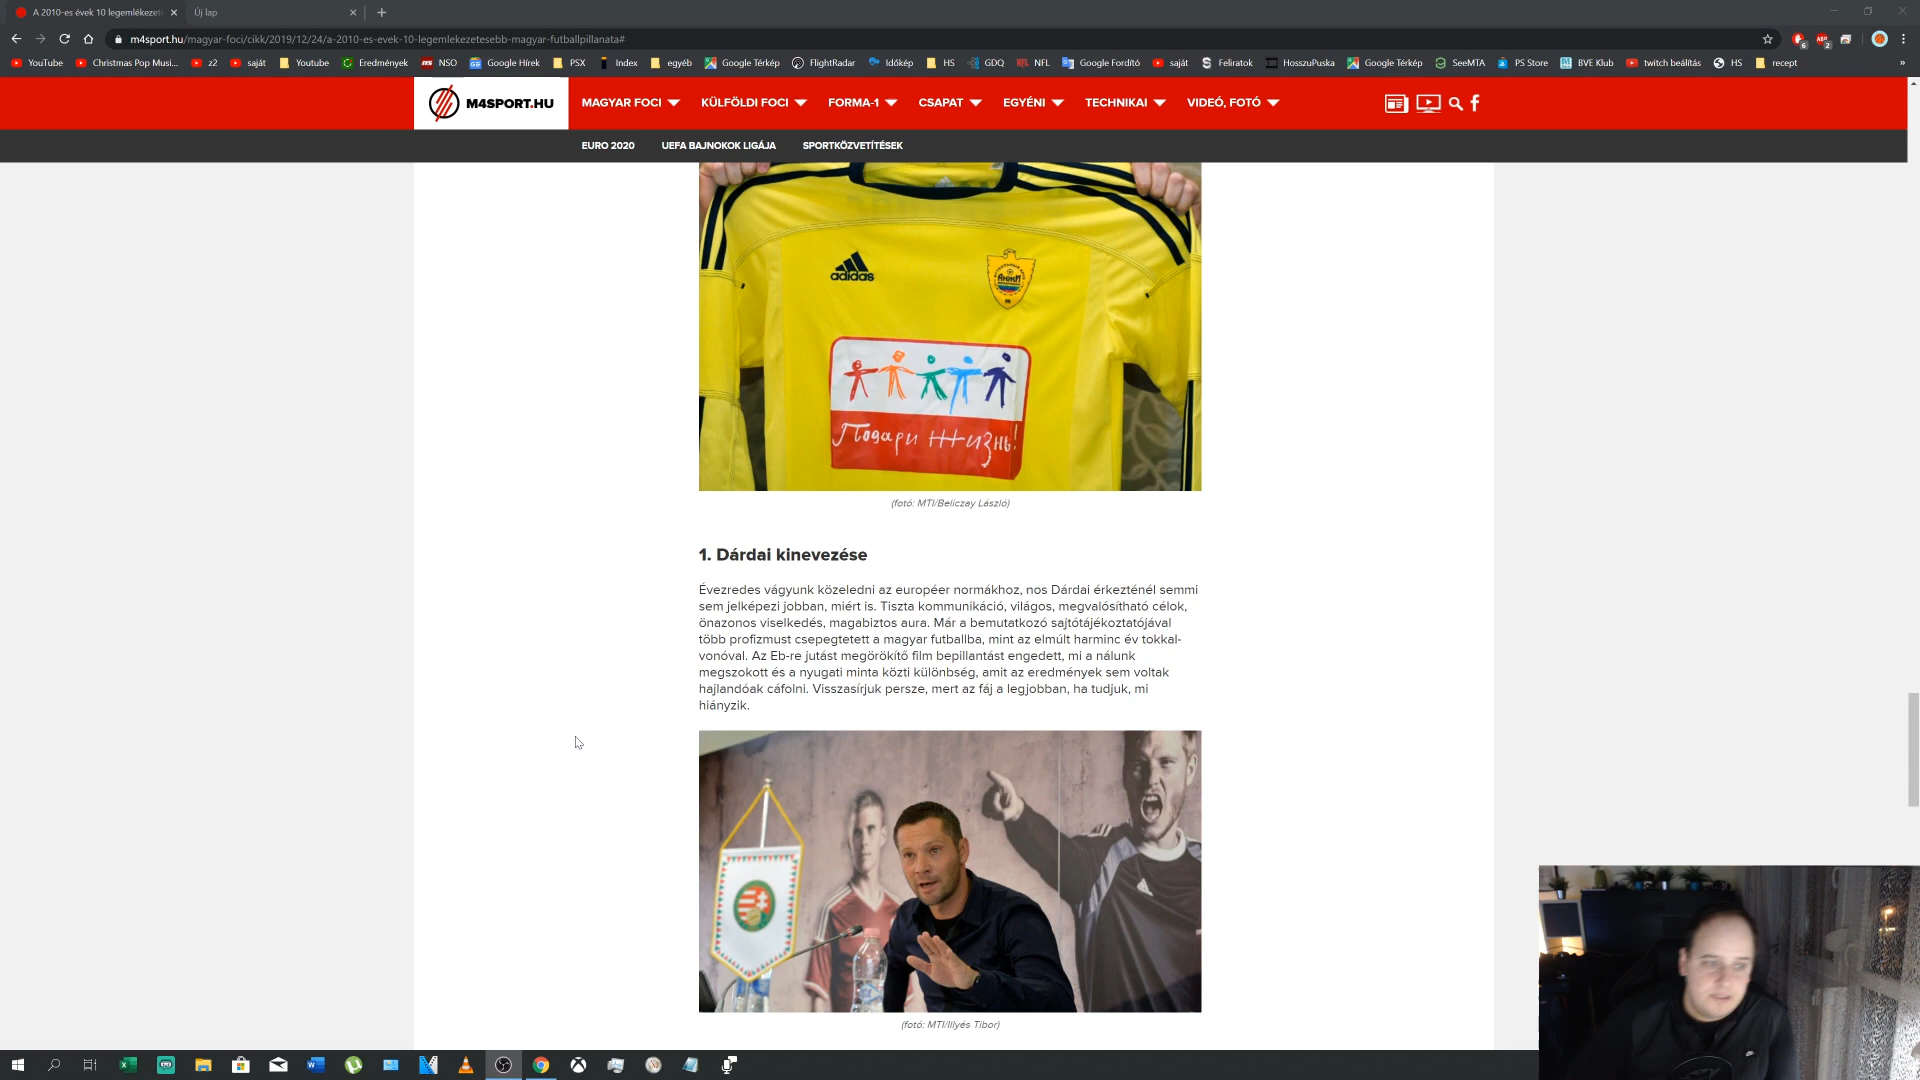 A 2010-es évek 10 legemlékezet
Új lap
m4sport.hu/magyar-foci/cikk/2019/12/24/a-2010-es-evek-10-legemlekezetesebb-magyar-futballpillanata#
YouTube Christmas Pop Musi... z2 saját Youtube Eredmények NSO Google Hírek PSX Index egyéb Google Térkép FlightRadar Időkép HS GDQ NFL Google Fordító saját Feliratok HosszuPuska Google Térkép SeeMTA PS Store BVE Klub twitch beállítás HS recept »
M4SPORT.HU MAGYAR FOCI KÜLFÖLDI FOCI FORMA-1 CSAPAT EGYÉNI TECHNIKAI VIDEÓ, FOTÓ
EURO 2020 UEFA BAJNOKOK LIGÁJA SPORTKÖZVETÍTÉSEK
adidas
АНЖИ
Подари Жизнь!
(fotó: MTI/Beliczay László)
1. Dárdai kinevezése
Évezredes vágyunk közeledni az européer normákhoz, nos Dárdai érkezténél semmi
sem jelképezi jobban, miért is. Tiszta kommunikáció, világos, megvalósítható célok,
önazonos viselkedés, magabiztos aura. Már a bemutatkozó sajtótájékoztatójával
több profizmust csepegtetett a magyar futballba, mint az elmúlt harminc év tokkal-
vonóval. Az Eb-re jutást megörökítő film bepillantást engedett, mi a nálunk
megszokott és a nyugati minta közti különbség, amit az eredmények sem voltak
hajlandóak cáfolni. Visszasírjuk persze, mert az fáj a legjobban, ha tudjuk, mi
hiányzik.
(fotó: MTI/Illyés Tibor)